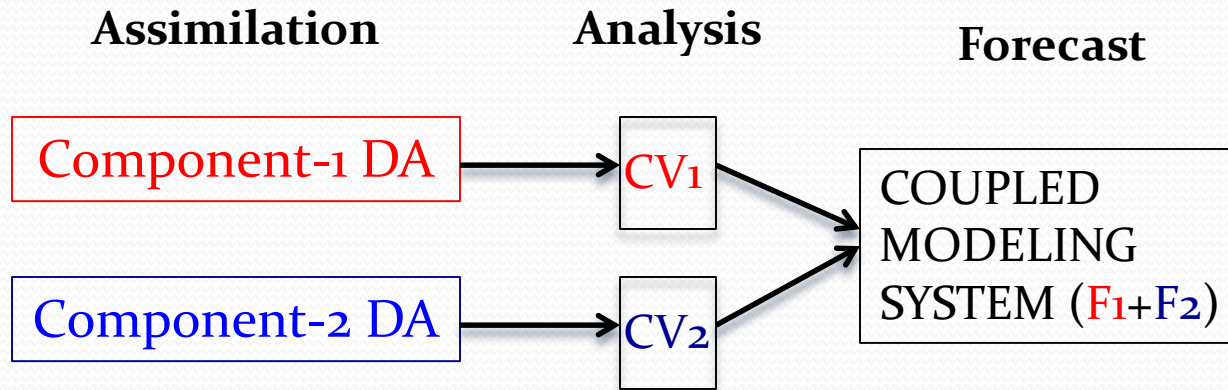 Assimilation
Analysis
Forecast
Component-1 DA
CV1
Component-2 DA
CV2
COUPLED
MODELING
SYSTEM (F1+F2)